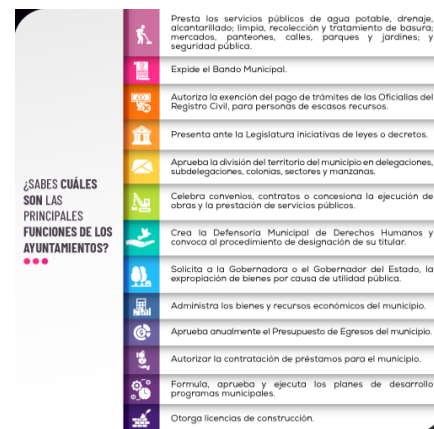 ¿SABES CUÁLES
SON LAS
PRINCIPALES
FUNCIONES DE LOS
AYUNTAMIENTOS?
Presta los servicios públicos de agua potable, drenaje,
alcantarillado; limpia, recolección y tratamiento de basura;
mercados, panteones, calles, parques y jardines; y
seguridad pública.
Expide el Bando Municipal.
Autoriza la exención del pago de trámites de las Oficialías del
Registro Civil, para personas de escasos recursos.
Presenta ante la Legislatura iniciativas de leyes o decretos.
Aprueba la división del territorio del municipio en delegaciones,
subdelegaciones, colonias, sectores y manzanas.
Celebra convenios, contratos o concesiona la ejecución de
obras y la prestación de servicios públicos.
Crea la Defensoría Municipal de Derechos Humanos y
convoca al procedimiento de designación de su titular.
Solicita a la Gobernadora o el Gobernador del Estado, la
expropiación de bienes por causa de utilidad pública.
Administra los bienes y recursos económicos del municipio.
Aprueba anualmente el Presupuesto de Egresos del municipio.
Autorizar la contratación de préstamos para el municipio.
Formula, aprueba y ejecuta los planes de desarrollo
programas municipales.
Otorga licencias de construcción.